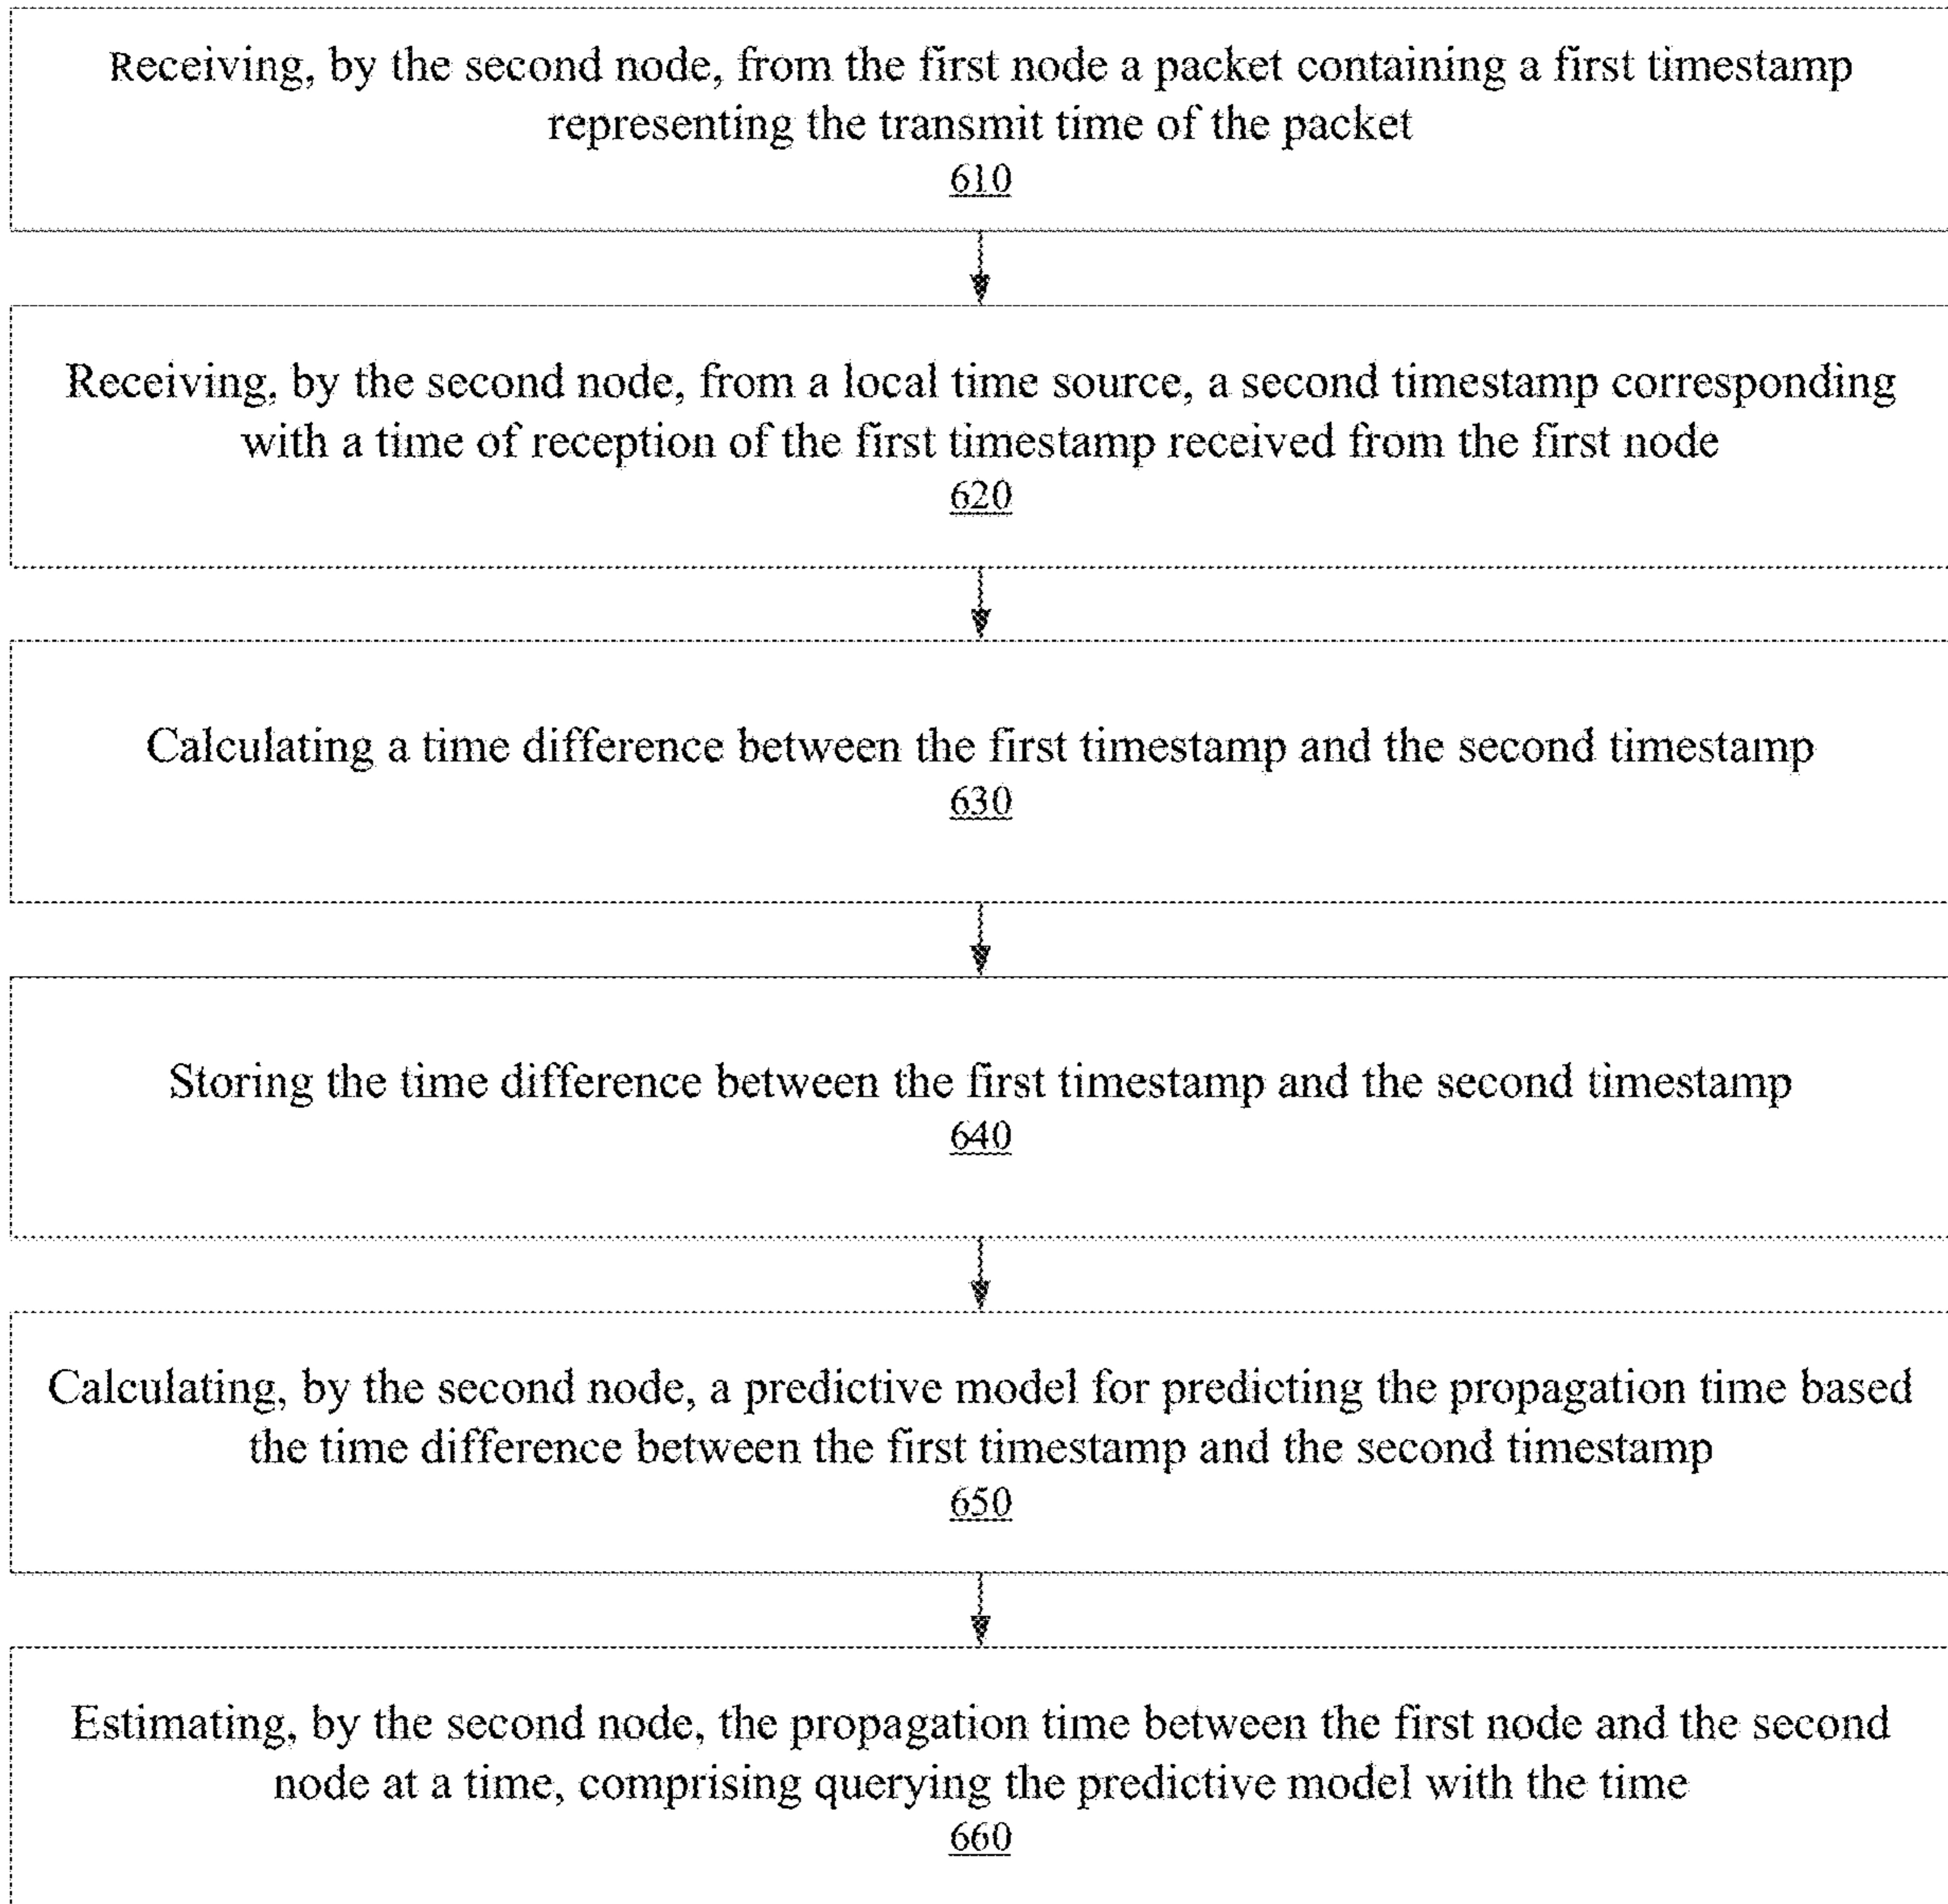 Receiving, by the second node, from the first node a packet containing a first timestamp
representing the transmit time of the packet
610
Receiving, by the second node, from a local time source, a second timestamp corresponding
with a time of reception of the first timestamp received from the first node
620
Calculating a time difference between the first timestamp and the second timestamp
630
Storing the time difference between the first timestamp and the second timestamp
640
Calculating, by the second node, a predictive model for predicting the propagation time based
the time difference between the first timestamp and the second timestamp
650
Estimating, by the second node, the propagation time between the first node and the second
node at a time, comprising querying the predictive model with the time
660